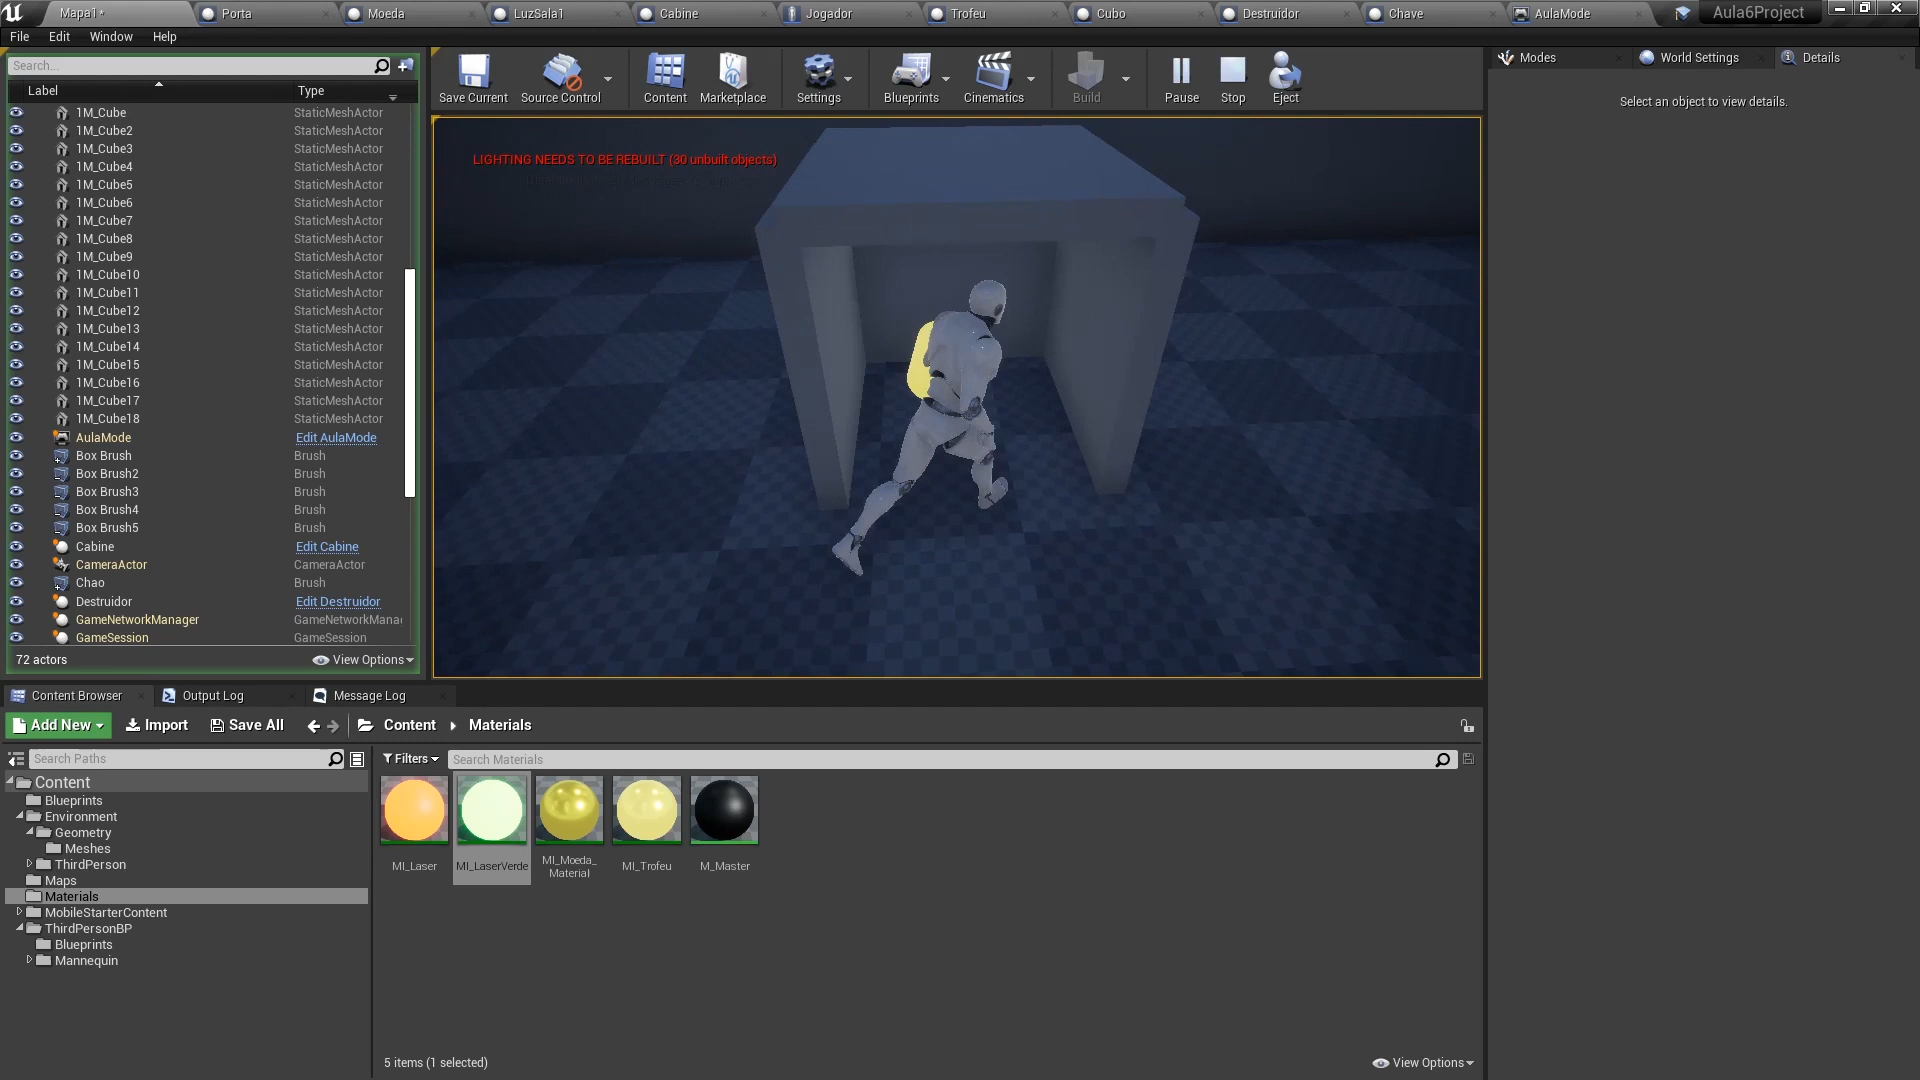 Mapa1*
Porta
Moeda
LuzSala1
Cabine
Jogador
Trofeu
Cubo
Destruidor
Chave
AulaMode
Aula6Project
File
Edit
Window
Help
Search...
Label
Type
1M_Cube StaticMeshActor
1M_Cube2 StaticMeshActor
1M_Cube3 StaticMeshActor
1M_Cube4 StaticMeshActor
1M_Cube5 StaticMeshActor
1M_Cube6 StaticMeshActor
1M_Cube7 StaticMeshActor
1M_Cube8 StaticMeshActor
1M_Cube9 StaticMeshActor
1M_Cube10 StaticMeshActor
1M_Cube11 StaticMeshActor
1M_Cube12 StaticMeshActor
1M_Cube13 StaticMeshActor
1M_Cube14 StaticMeshActor
1M_Cube15 StaticMeshActor
1M_Cube16 StaticMeshActor
1M_Cube17 StaticMeshActor
1M_Cube18 StaticMeshActor
AulaMode Edit AulaMode
Box Brush Brush
Box Brush2 Brush
Box Brush3 Brush
Box Brush4 Brush
Box Brush5 Brush
Cabine Edit Cabine
CameraActor CameraActor
Chao Brush
Destruidor Edit Destruidor
GameNetworkManager GameNetworkMana
GameSession GameSession
72 actors
View Options
Save Current
Source Control
Content
Marketplace
Settings
Blueprints
Cinematics
Build
Pause
Stop
Eject
LIGHTING NEEDS TO BE REBUILT (30 unbuilt objects)
Modes
World Settings
Details
Select an object to view details.
Content Browser
Output Log
Message Log
Add New
Import
Save All
Content
Materials
Search Paths
Filters
Search Materials
Content
Blueprints
Environment
Geometry
Meshes
ThirdPerson
Maps
Materials
MobileStarterContent
ThirdPersonBP
Blueprints
Mannequin
MI_Laser
MI_LaserVerde
MI_Moeda_
Material
MI_Trofeu
M_Master
5 items (1 selected)
View Options